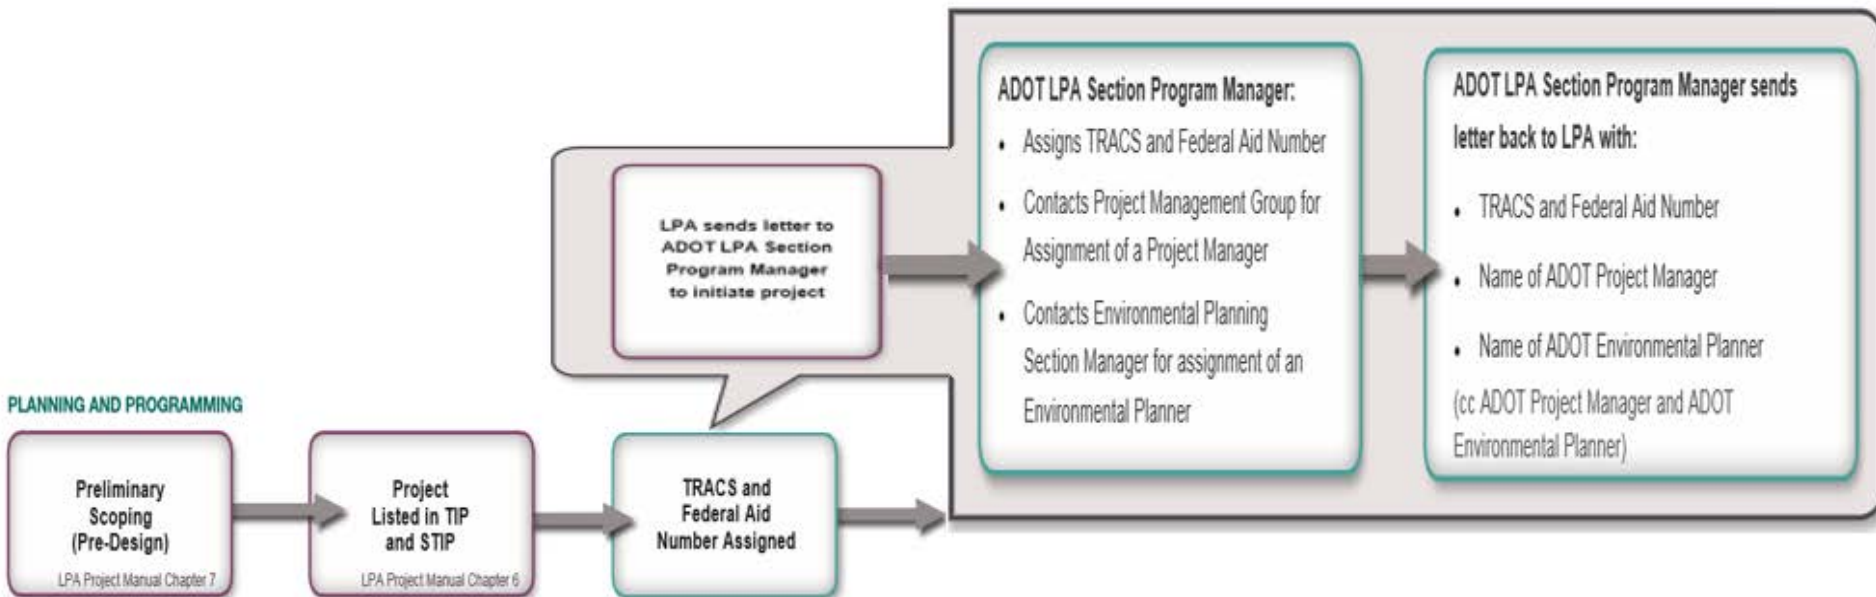 PLANNING AND PROGRAMMING
Preliminary
Scoping
(Pre-Design)
LPA Project Manual Chapter 7
Project
Listed in TIP
and STIP
LPA Project Manual Chapter 6
TRACS and
Federal Aid
Number Assigned
LPA sends letter to
ADOT LPA Section
Program Manager
to initiate project
ADOT LPA Section Program Manager:
• Assigns TRACS and Federal Aid Number
• Contacts Project Management Group for
Assignment of a Project Manager
• Contacts Environmental Planning
Section Manager for assignment of an
Environmental Planner
ADOT LPA Section Program Manager sends
letter back to LPA with:
• TRACS and Federal Aid Number
• Name of ADOT Project Manager
• Name of ADOT Environmental Planner
(cc ADOT Project Manager and ADOT
Environmental Planner)